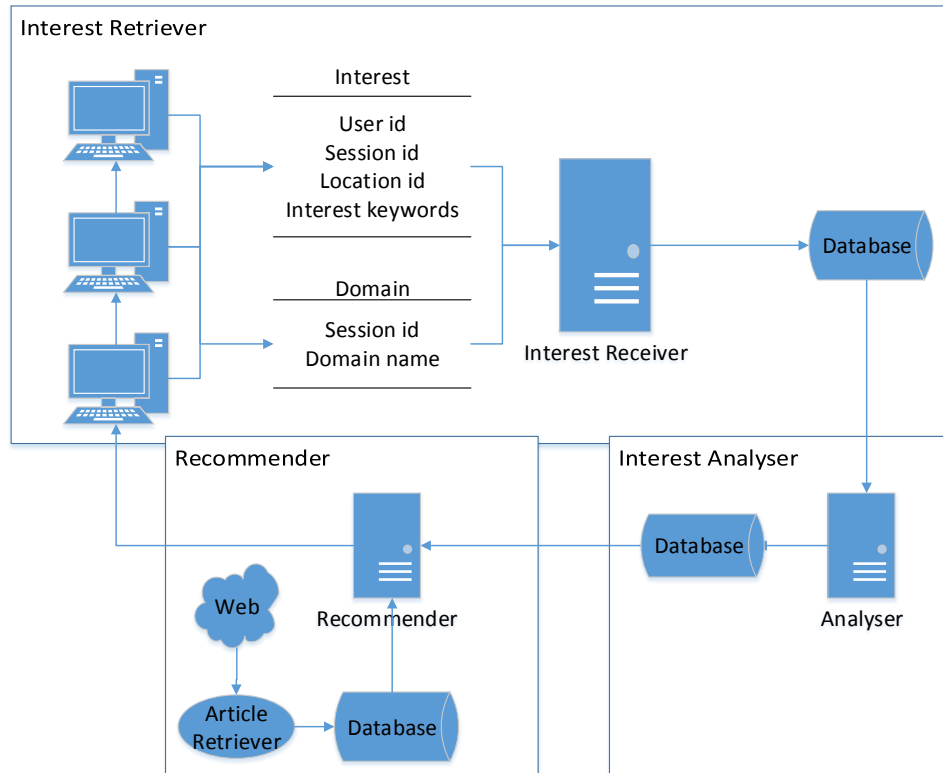 Interest Retriever
Interest
User id
Session id
Location id
Interest keywords
Domain
Session id
Domain name
Interest Receiver
Database
Recommender
Recommender
Web
Article
Retriever
Database
Interest Analyser
Database
Analyser